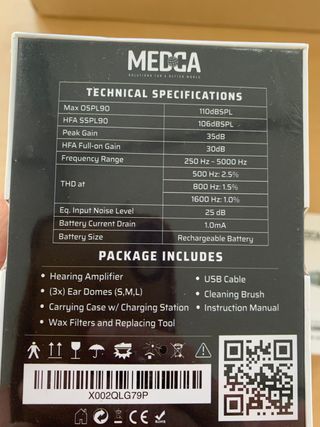 MEDCA
SOLUTIONS FOR A BETTER WORLD
TECHNICAL SPECIFICATIONS
Max OSPL90 110dBSPL
HFA SSPL90 106dBSPL
Peak Gain 35dB
HFA Full-on Gain 30dB
Frequency Range 250 Hz~ 5000Hz
THD at 500 Hz: 2.5%
800 Hz: 1.5%
1600 Hz: 1.0%
Eq. Input Noise Level 25 dB
Battery Current Drain 1.0mA
Battery Size Rechargeable Battery
PACKAGE INCLUDES
• Hearing Amplifier
• (3x) Ear Domes (S,M,L)
• Carrying Case w/ Charging Station
• Wax Filters and Replacing Tool
• USB Cable
• Cleaning Brush
• Instruction Manual
X002QLG79P
CE